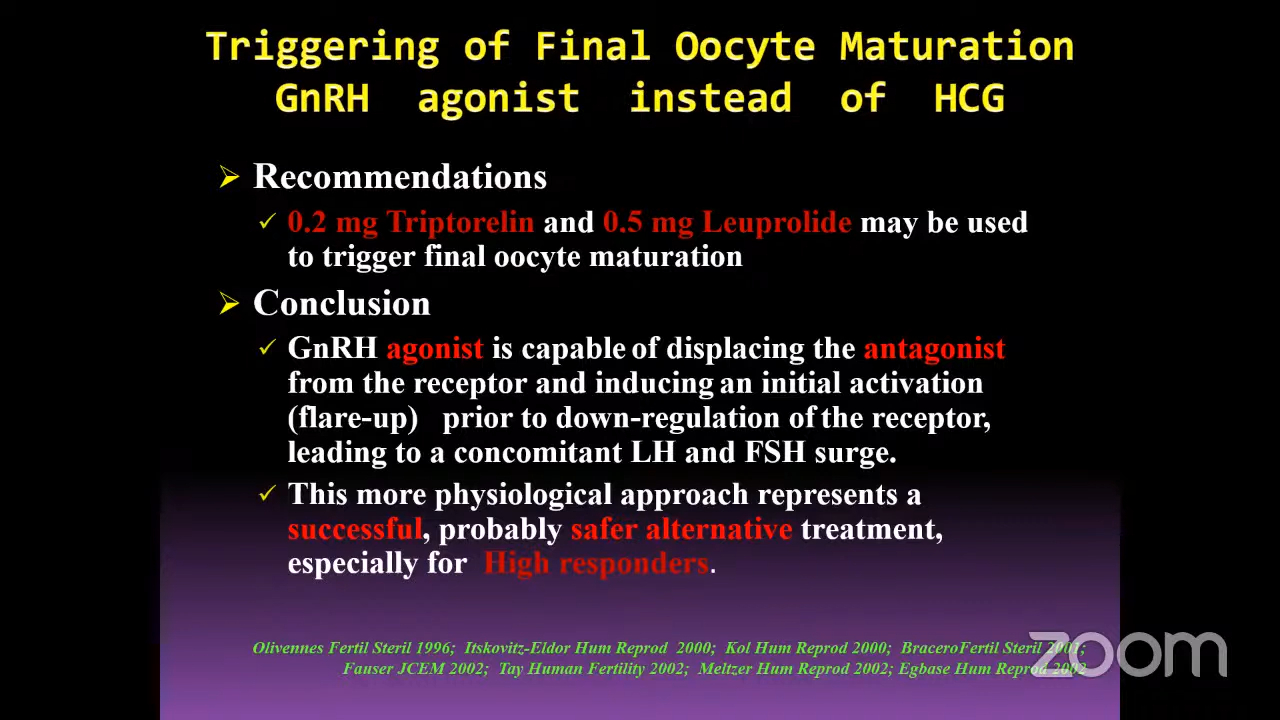 Triggering of Final Oocyte Maturation
GnRH agonist instead of HCG
Recommendations
0.2 mg Triptorelin and 0.5 mg Leuprolide may be used
to trigger final oocyte maturation
Conclusion
GnRH agonist is capable of displacing the antagonist
from the receptor and inducing an initial activation
(flare-up) prior to down-regulation of the receptor,
leading to a concomitant LH and FSH surge.
This more physiological approach represents a
successful, probably safer alternative treatment,
especially for High responders.
Olivennes Fertil Steril 1996; Itskovitz-Eldor Hum Reprod 2000; Kol Hum Reprod 2000; BraceroFertil Steril 2001;
Fauser JCEM 2002; Tay Human Fertility 2002; Meltzer Hum Reprod 2002; Egbase Hum Reprod 2002
zoom